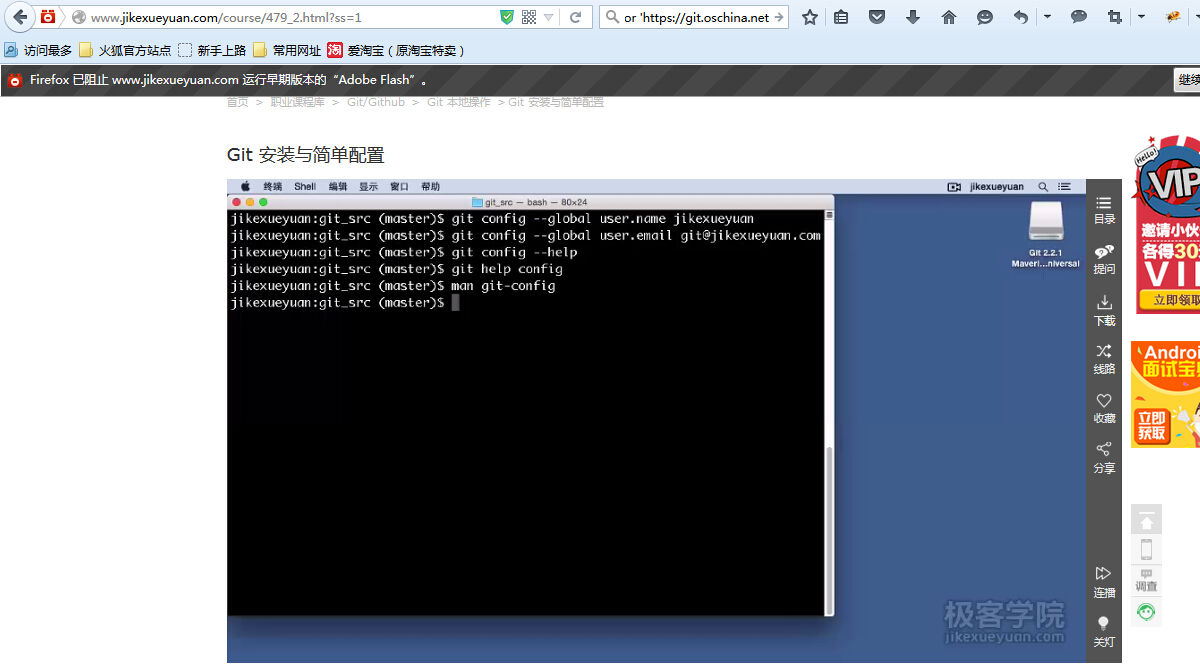 www.jikexueyuan.com/course/479_2.html?ss=1
or 'https://git.oschina.net
访问最多 火狐官方站点 新手上路 常用网址 淘 爱淘宝（原淘宝特卖）
Firefox 已阻止 www.jikexueyuan.com 运行早期版本的“Adobe Flash”。
继续
首页 > 职业课程库 > Git/Github > Git 本地操作 > Git 安装与简单配置
Git 安装与简单配置
终端 Shell 编辑 显示 窗口 帮助 jikexueyuan
git_src — bash — 80x24
jikexueyuan:git_src (master)$ git config --global user.name jikexueyuan
jikexueyuan:git_src (master)$ git config --global user.email git@jikexueyuan.com
jikexueyuan:git_src (master)$ git config --help
jikexueyuan:git_src (master)$ git help config
jikexueyuan:git_src (master)$ man git-config
jikexueyuan:git_src (master)$
Git 2.2.1
Maveri...niversal
目录
提问
下载
线路
收藏
分享
连播
关灯
极客学院
jikexueyuan.com
Hello!
VIP
邀请小伙
各得30
VI
立即领取
Android
面试宝典
立即
获取
调查